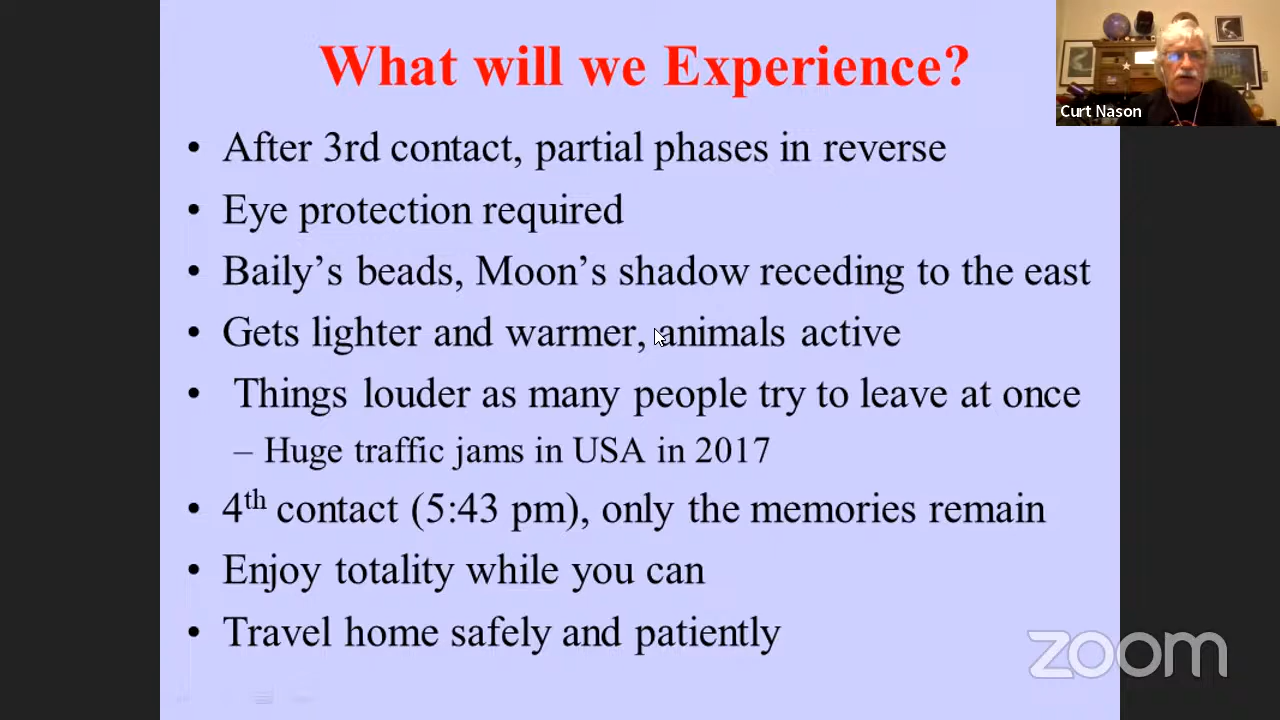 What will we Experience?
Curt Nason
• After 3rd contact, partial phases in reverse
• Eye protection required
• Baily's beads, Moon's shadow receding to the east
• Gets lighter and warmer, animals active
• Things louder as many people try to leave at once
– Huge traffic jams in USA in 2017
• 4th contact (5:43 pm), only the memories remain
• Enjoy totality while you can
• Travel home safely and patiently
zoom